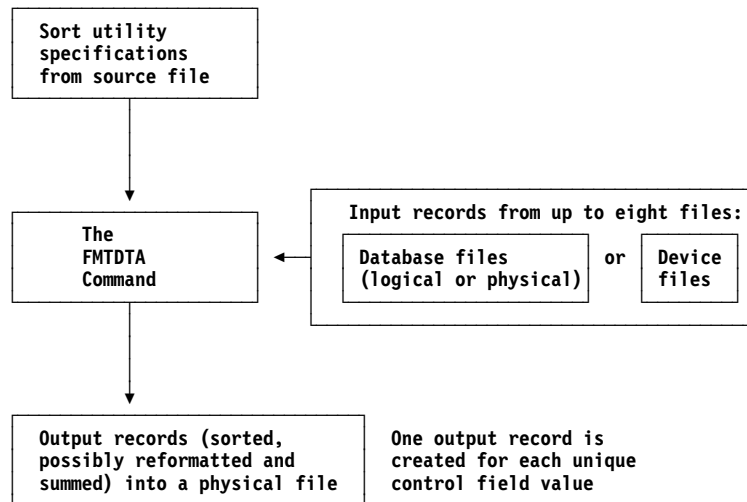 Sort utility
specifications
from source file
Input records from up to eight files:
The
FMTDTA
Command
Database files
(logical or physical)
or
Device
files
Output records (sorted,
possibly reformatted and
summed) into a physical file
One output record is
created for each unique
control field value